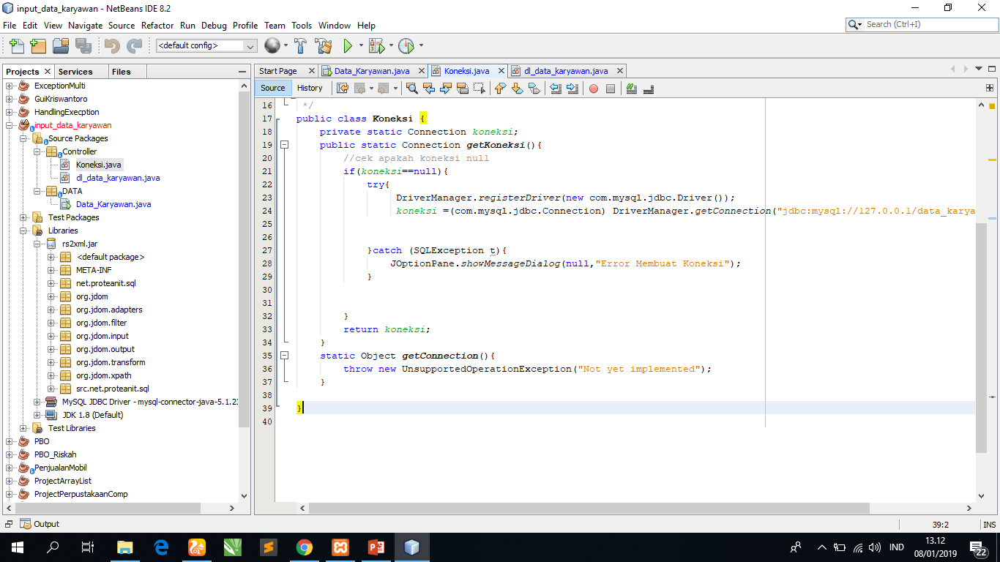 input_data_karyawan - NetBeans IDE 8.2
File Edit View Navigate Source Refactor Run Debug Profile Team Tools Window Help
Search (Ctrl+I)
<default config>
Projects Services Files
ExceptionMulti
GuiKriswantoro
HandlingExecption
input_data_karyawan
Source Packages
Controller
Koneksi.java
dl_data_karyawan.java
DATA
Data_Karyawan.java
Test Packages
Libraries
rs2xml.jar
<default package>
META-INF
net.proteanit.sql
org.jdom
org.jdom.adapters
org.jdom.filter
org.jdom.input
org.jdom.output
org.jdom.transform
org.jdom.xpath
src.net.proteanit.sql
MySQL JDBC Driver - mysql-connector-java-5.1.23
JDK 1.8 (Default)
Test Libraries
PBO
PBO_Riskah
PenjualanMobil
ProjectArrayList
ProjectPerpustakaanComp
Start Page Data_Karyawan.java Koneksi.java dl_data_karyawan.java
Source History
16 */
17 public class Koneksi {
18 private static Connection koneksi;
19 public static Connection getKoneksi(){
20 //cek apakah koneksi null
21 if(koneksi==null){
22 try{
23 DriverManager.registerDriver(new com.mysql.jdbc.Driver());
24 koneksi =(com.mysql.jdbc.Connection) DriverManager.getConnection("jdbc:mysql://127.0.0.1/data_karya
25
26
27 }catch (SQLException t){
28 JOptionPane.showMessageDialog(null,"Error Membuat Koneksi");
29 }
30
31
32 }
33 return koneksi;
34 }
35 static Object getConnection(){
36 throw new UnsupportedOperationException("Not yet implemented");
37 }
38
39 }
40
Output
39:2 INS
IND
13.12
08/01/2019
22